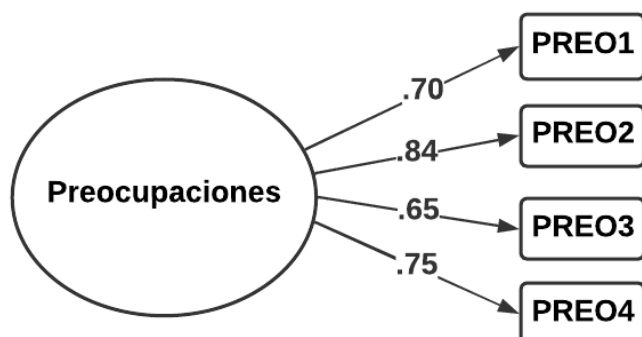 PREO1
.70
PREO2
.84
Preocupaciones
.65
PREO3
.75
PREO4